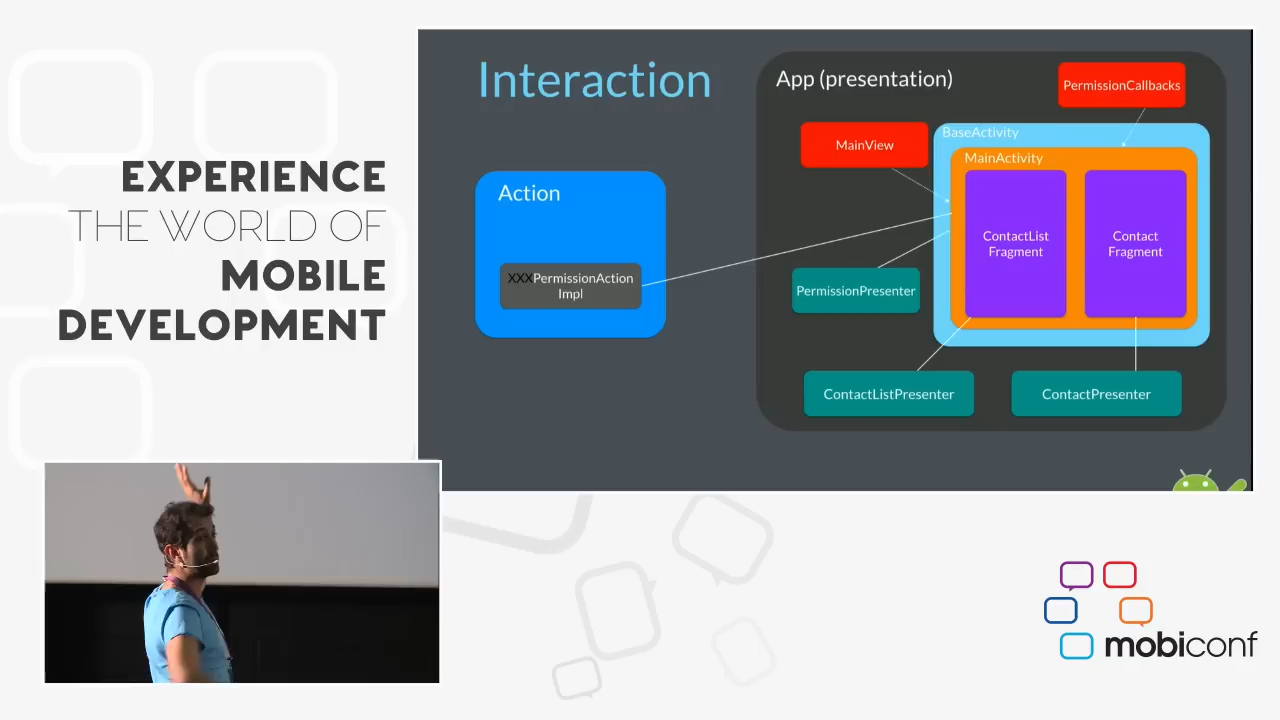 EXPERIENCE
THE WORLD OF
MOBILE
DEVELOPMENT
Interaction
Action
XXXPermissionAction
Impl
App (presentation)
PermissionCallbacks
MainView
BaseActivity
MainActivity
ContactList
Fragment
Contact
Fragment
PermissionPresenter
ContactListPresenter
ContactPresenter
mobiconf